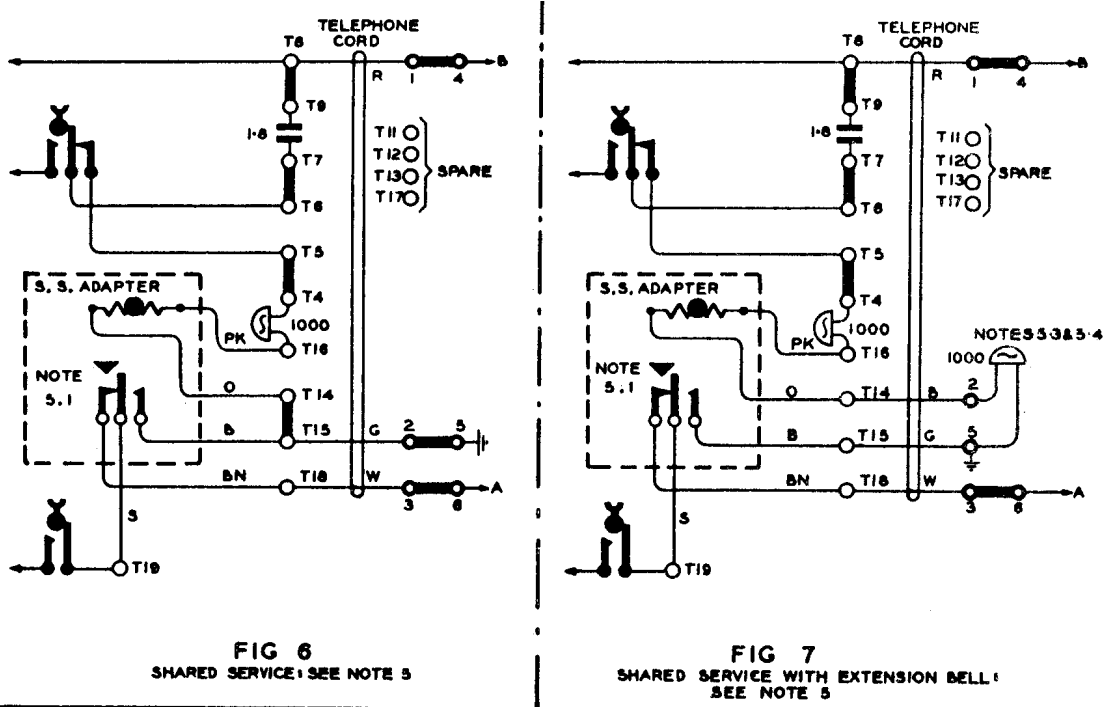 TELEPHONE
CORD
T8
R
1
4
B
T9
1·8
T11
T12
T13
T17
SPARE
T7
T6
T5
S.S. ADAPTER
T4
1000
PK
T16
NOTE
5.1
O
T14
B
T15
G
2
5
BN
T18
W
3
6
A
S
T19
FIG 6
SHARED SERVICE: SEE NOTE 5
TELEPHONE
CORD
T8
R
1
4
B
T9
1·8
T11
T12
T13
T17
SPARE
T7
T6
T5
S.S. ADAPTER
T4
1000
PK
T16
NOTES 5·3 & 5·4
1000
NOTE
5.1
O
T14
B
2
B
T15
G
5
BN
T18
W
3
6
A
S
T19
FIG 7
SHARED SERVICE WITH EXTENSION BELL:
SEE NOTE 5